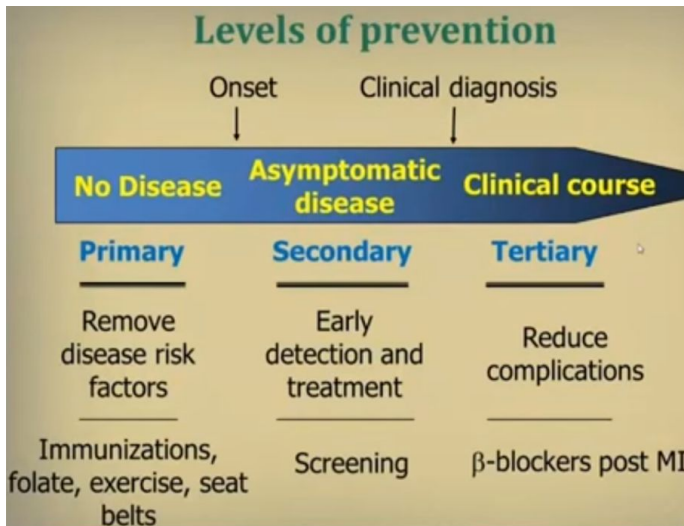 Levels of prevention
Onset
Clinical diagnosis
No Disease
Asymptomatic
disease
Clinical course
Primary
Secondary
Tertiary
Remove
disease risk
factors
Early
detection and
treatment
Reduce
complications
Immunizations,
folate, exercise, seat
belts
Screening
β-blockers post MI